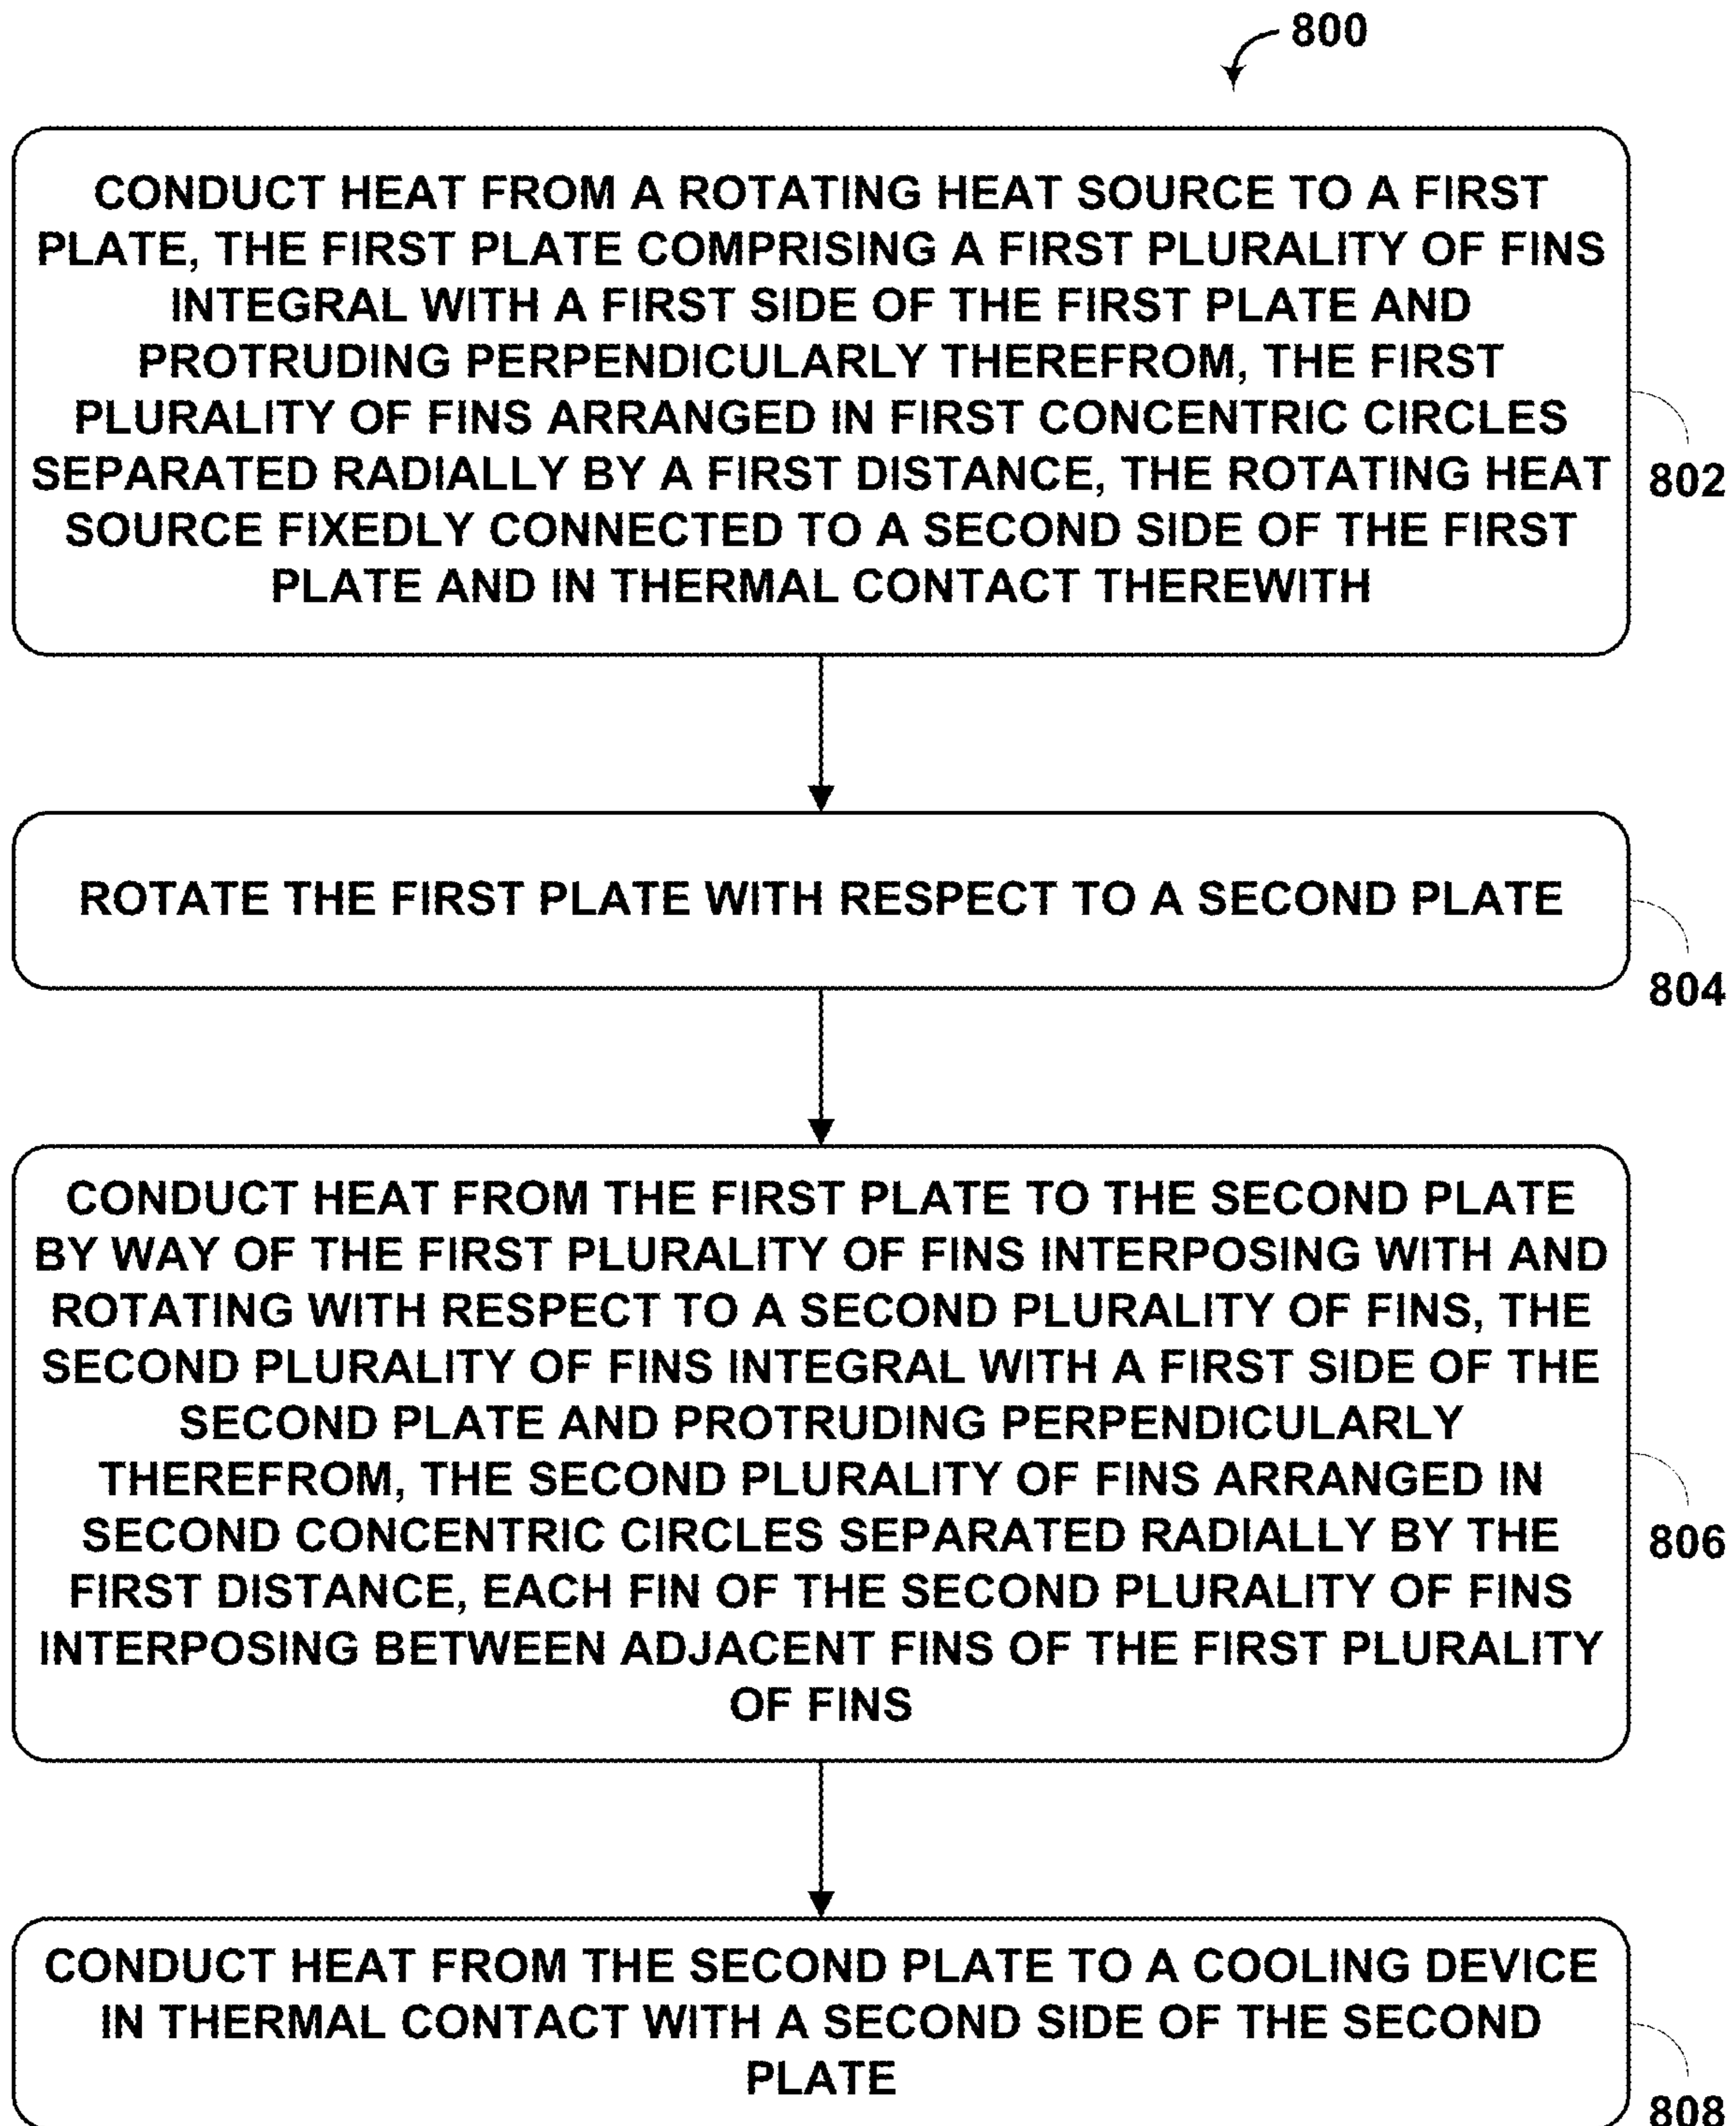 800
CONDUCT HEAT FROM A ROTATING HEAT SOURCE TO A FIRST
PLATE, THE FIRST PLATE COMPRISING A FIRST PLURALITY OF FINS
INTEGRAL WITH A FIRST SIDE OF THE FIRST PLATE AND
PROTRUDING PERPENDICULARLY THEREFROM, THE FIRST
PLURALITY OF FINS ARRANGED IN FIRST CONCENTRIC CIRCLES
SEPARATED RADIALLY BY A FIRST DISTANCE, THE ROTATING HEAT
SOURCE FIXEDLY CONNECTED TO A SECOND SIDE OF THE FIRST
PLATE AND IN THERMAL CONTACT THEREWITH
802
ROTATE THE FIRST PLATE WITH RESPECT TO A SECOND PLATE
804
CONDUCT HEAT FROM THE FIRST PLATE TO THE SECOND PLATE
BY WAY OF THE FIRST PLURALITY OF FINS INTERPOSING WITH AND
ROTATING WITH RESPECT TO A SECOND PLURALITY OF FINS, THE
SECOND PLURALITY OF FINS INTEGRAL WITH A FIRST SIDE OF THE
SECOND PLATE AND PROTRUDING PERPENDICULARLY
THEREFROM, THE SECOND PLURALITY OF FINS ARRANGED IN
SECOND CONCENTRIC CIRCLES SEPARATED RADIALLY BY THE
FIRST DISTANCE, EACH FIN OF THE SECOND PLURALITY OF FINS
INTERPOSING BETWEEN ADJACENT FINS OF THE FIRST PLURALITY
OF FINS
806
CONDUCT HEAT FROM THE SECOND PLATE TO A COOLING DEVICE
IN THERMAL CONTACT WITH A SECOND SIDE OF THE SECOND
PLATE
808